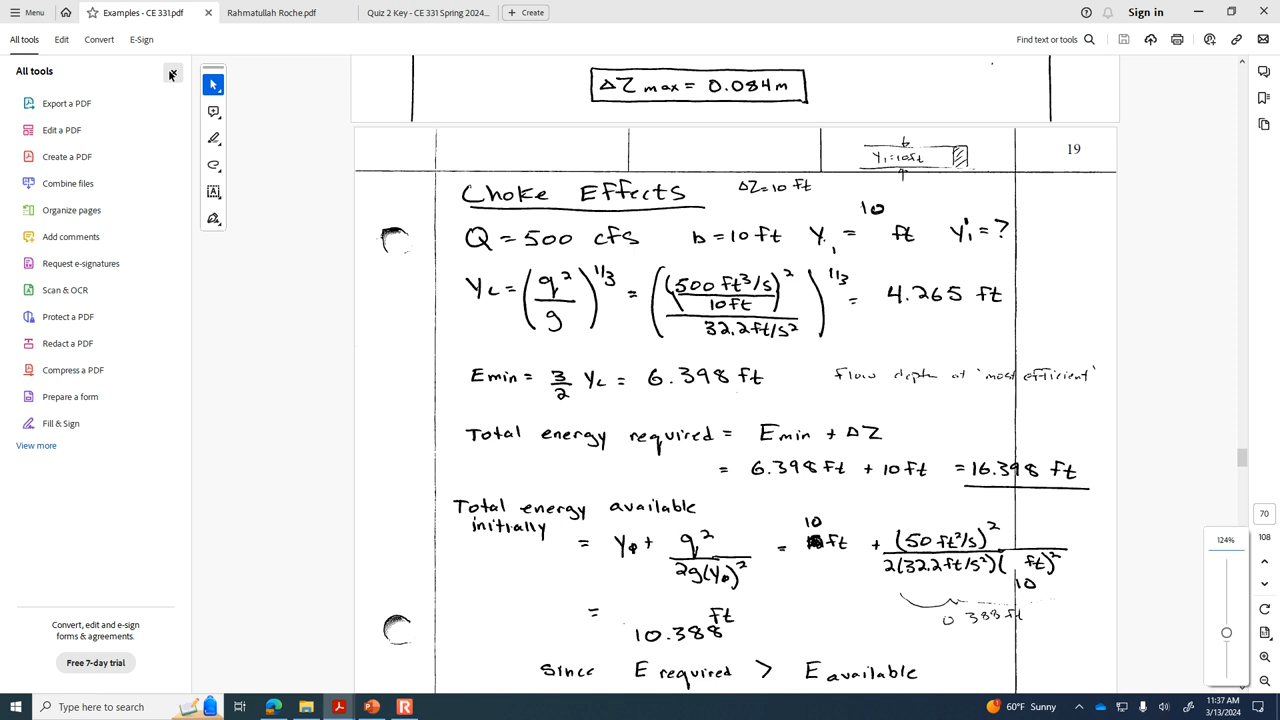 Menu
Examples - CE 331.pdf
Rahmatullah Roche.pdf
Quiz 2 Key - CE 331 Spring 2024...
+ Create
Sign in
All tools
Edit
Convert
E-Sign
Find text or tools
All tools
Export a PDF
Edit a PDF
Create a PDF
Combine files
Organize pages
Add comments
Request e-signatures
Scan & OCR
Protect a PDF
Redact a PDF
Compress a PDF
Prepare a form
Fill & Sign
View more
Convert, edit and e-sign
forms & agreements.
Free 7-day trial
ΔZ max = 0.084 m
y₁=10ft
19
Choke Effects ΔZ=10 ft
Q = 500 cfs b = 10 ft Y₁ = 10 ft Y₁' = ?
Yc = (q²/g)^1/3 = ((500 ft³/s / 10ft)² / 32.2 ft/s²)^1/3 = 4.265 ft
Emin = 3/2 Yc = 6.398 ft flow depth at 'most efficient'
Total energy required = Emin + ΔZ
= 6.398 ft + 10 ft = 16.398 ft
Total energy available
initially = Y₀ + q²/2g(Y₀)² = 10 ft + (50 ft²/s)²/2(32.2 ft/s²)(10 ft)²
0.388 ft
= 10.388 ft
Since E required > E available
124%
70
108
Type here to search
60°F Sunny
11:37 AM
3/13/2024